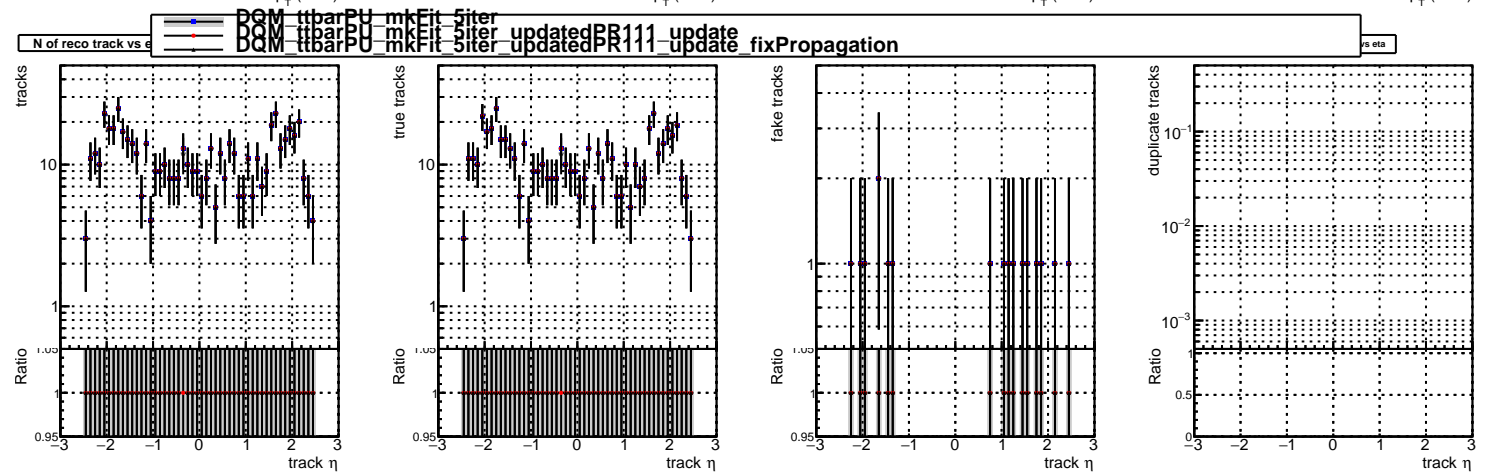 DQM_ttbarPU_mkFit_5iter
DQM_ttbarPU_mkFit_5iter_updatedPR111_update
N of reco track vs e
DQM_ttbarPU_mkFit_5iter_updatedPR111_update_fixPropagation
vs eta
tracks
10
1
Ratio
1.05
1
0.95
−3 −2 −1 0 1 2 3
track η
true tracks
10
1
Ratio
1.05
1
0.95
−3 −2 −1 0 1 2 3
track η
fake tracks
1
Ratio
1.05
1
0.95
−3 −2 −1 0 1 2 3
track η
duplicate tracks
10⁻¹
10⁻²
10⁻³
Ratio
1
0.5
0
−3 −2 −1 0 1 2 3
track η